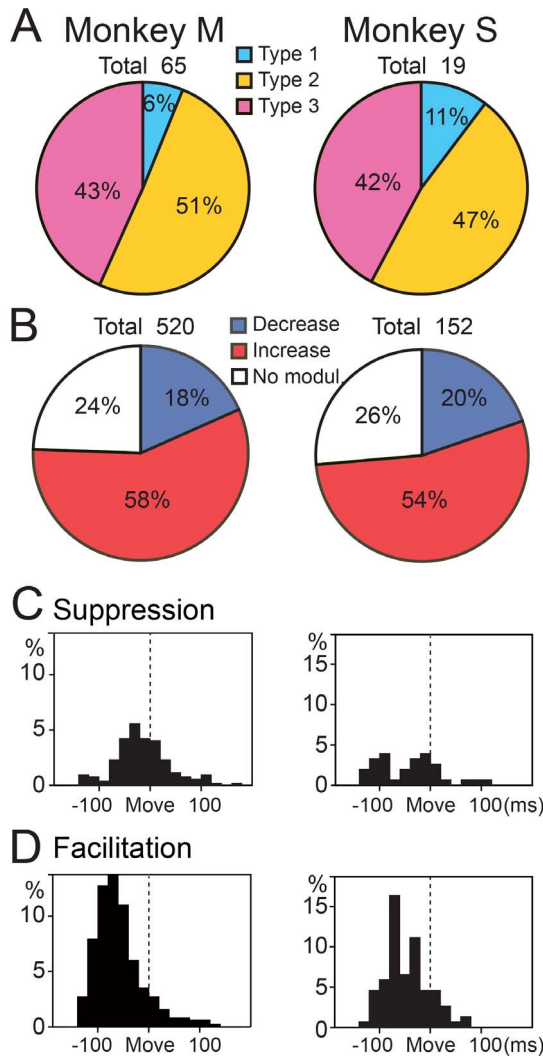 A Monkey M Monkey S
Total 65 Type 1 Total 19
Type 2
Type 3
6% 11%
43% 51% 42% 47%
B Total 520 Decrease Total 152
Increase
No modul.
24% 18% 26% 20%
58% 54%
C Suppression
% %
10 15
10
5 5
0 0
-100 Move 100 -100 Move 100 (ms)
D Facilitation
% %
10 15
10
5 5
0 0
-100 Move 100 -100 Move 100 (ms)